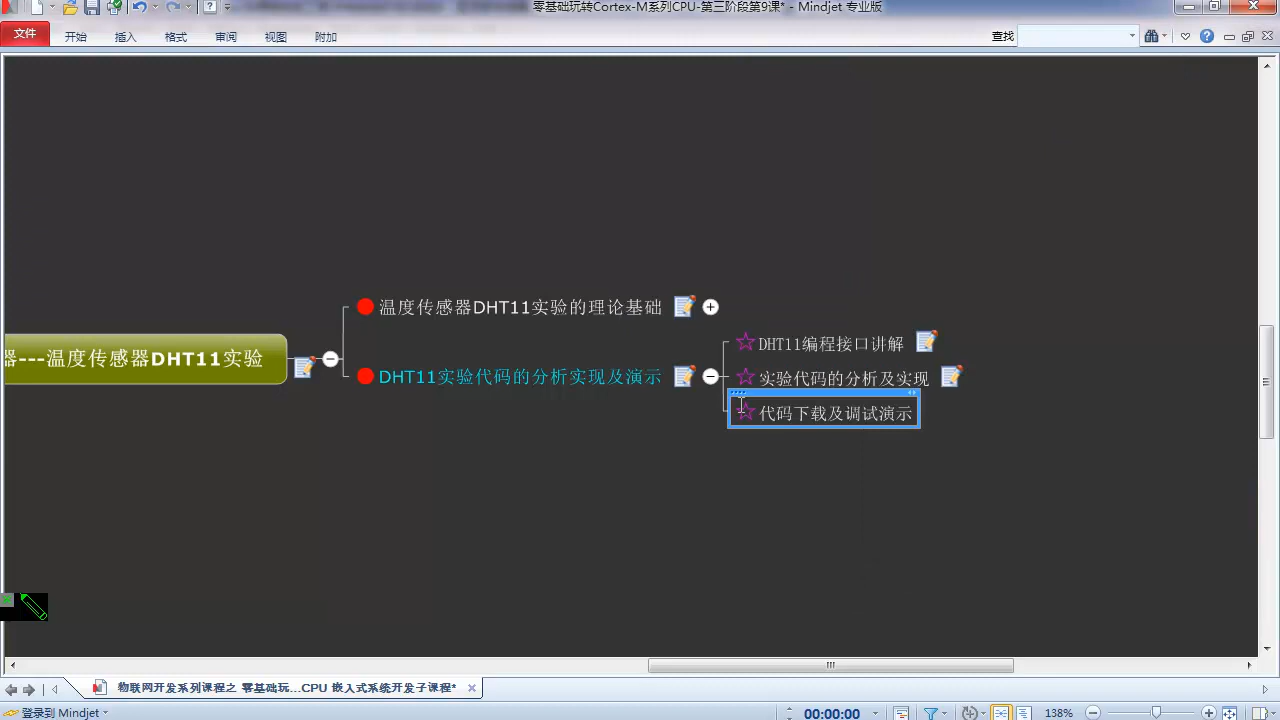 零基础玩转Cortex-M系列CPU-第三阶段第9课* - Mindjet 专业版
文件 开始 插入 格式 审阅 视图 附加 查找
温度传感器DHT11实验的理论基础
DHT11编程接口讲解
器---温度传感器DHT11实验
DHT11实验代码的分析实现及演示
实验代码的分析及实现
代码下载及调试演示
物联网开发系列课程之 零基础玩...CPU 嵌入式系统开发子课程*
登录到 Mindjet 00:00:00 138%